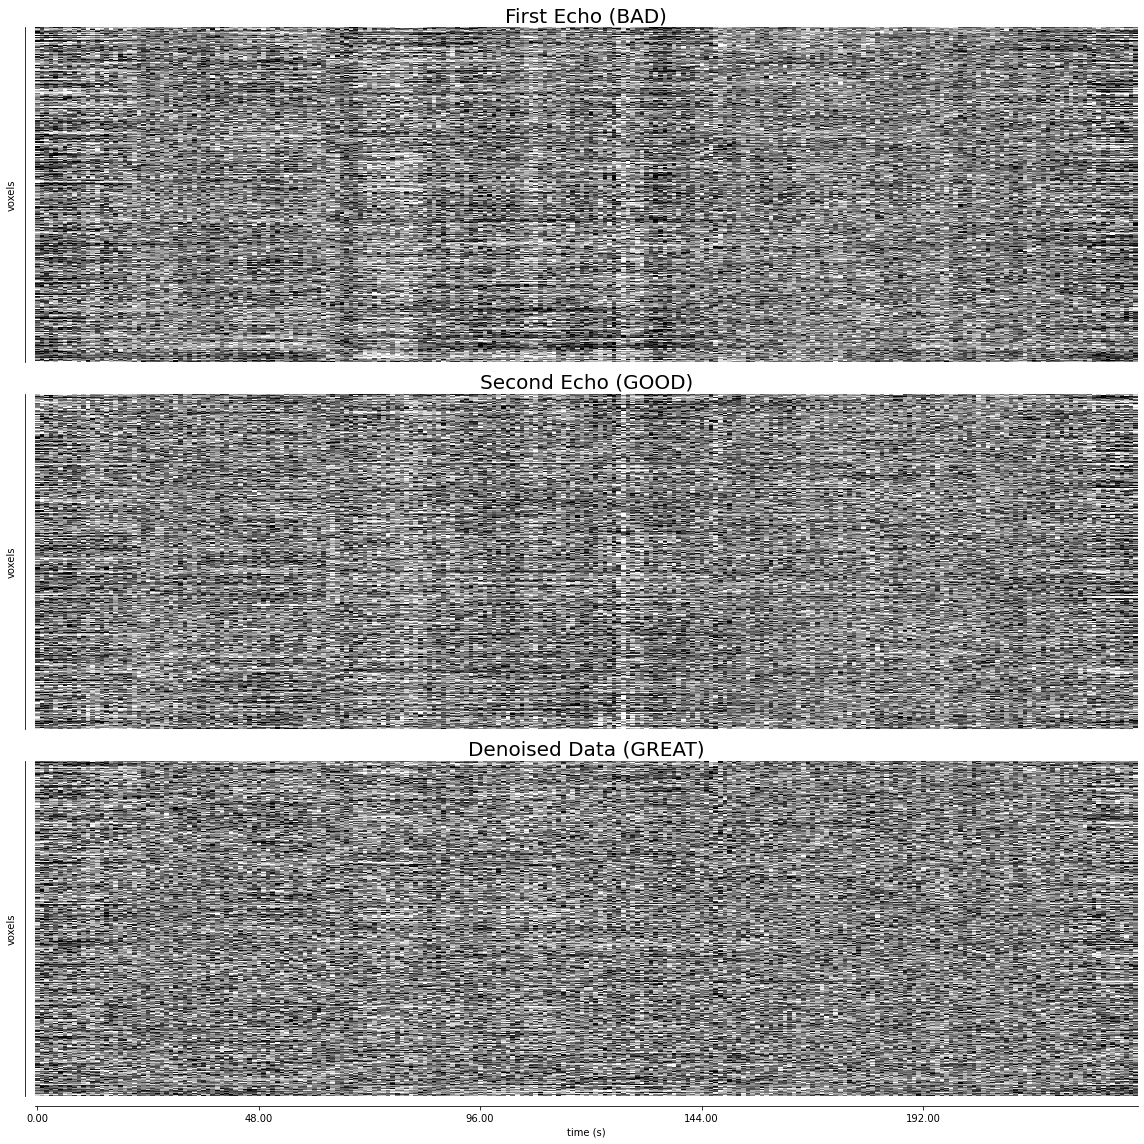 First Echo (BAD)
voxels
Second Echo (GOOD)
voxels
Denoised Data (GREAT)
voxels
0.00 48.00 96.00 144.00 192.00
time (s)